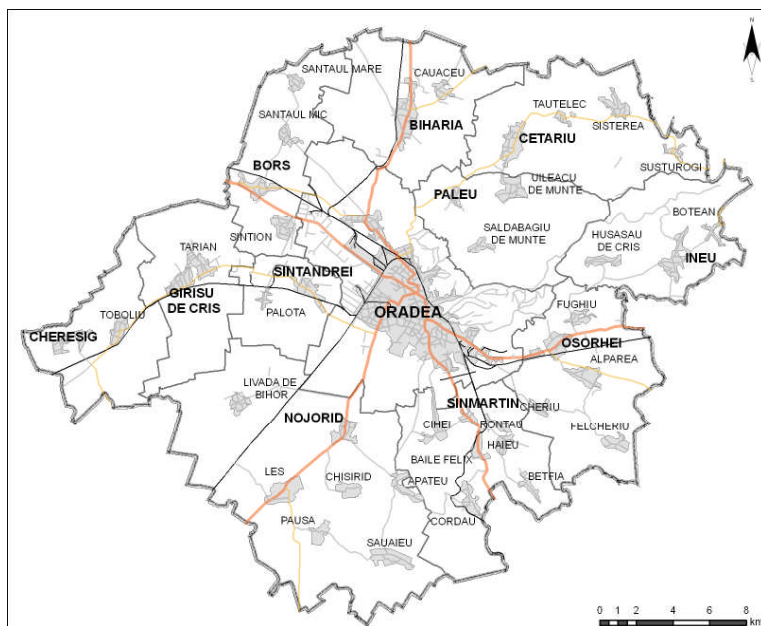 N
S
SANTAUL MARE
CAUACEU
SANTAUL MIC
BIHARIA
TAUTELEC
CETARIU
SISTEREA
BORS
SUSTUROGI
PALEU
UILEACU
DE MUNTE
BOTEAN
SINTION
SALDABAGIU
DE MUNTE
HUSASAU
DE CRIS
INEU
TARIAN
SINTANDREI
GIRISU
DE CRIS
PALOTA
ORADEA
FUGHIU
TOBOLIU
CHERESIG
OSORHEI
ALPAREA
LIVADA DE
BIHOR
NOJORID
SINMARTIN
CHERIU
CIHEI
RONTAU
FELCHERIU
HAIEU
BAILE FELIX
LES
CHISIRID
APATEU
BETFIA
PAUSA
CORDAU
SAUAIEU
0 1 2 4 6 8
km